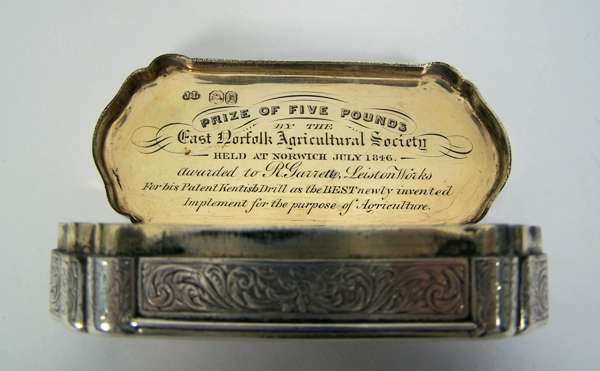 PRIZE OF FIVE POUNDS
BY THE
East Norfolk Agricultural Society
HELD AT NORWICH JULY 1846.
awarded to R. Garrett, Leiston Works
For his Patent Kentish Drill as the BEST newly invented
Implement for the purpose of Agriculture.